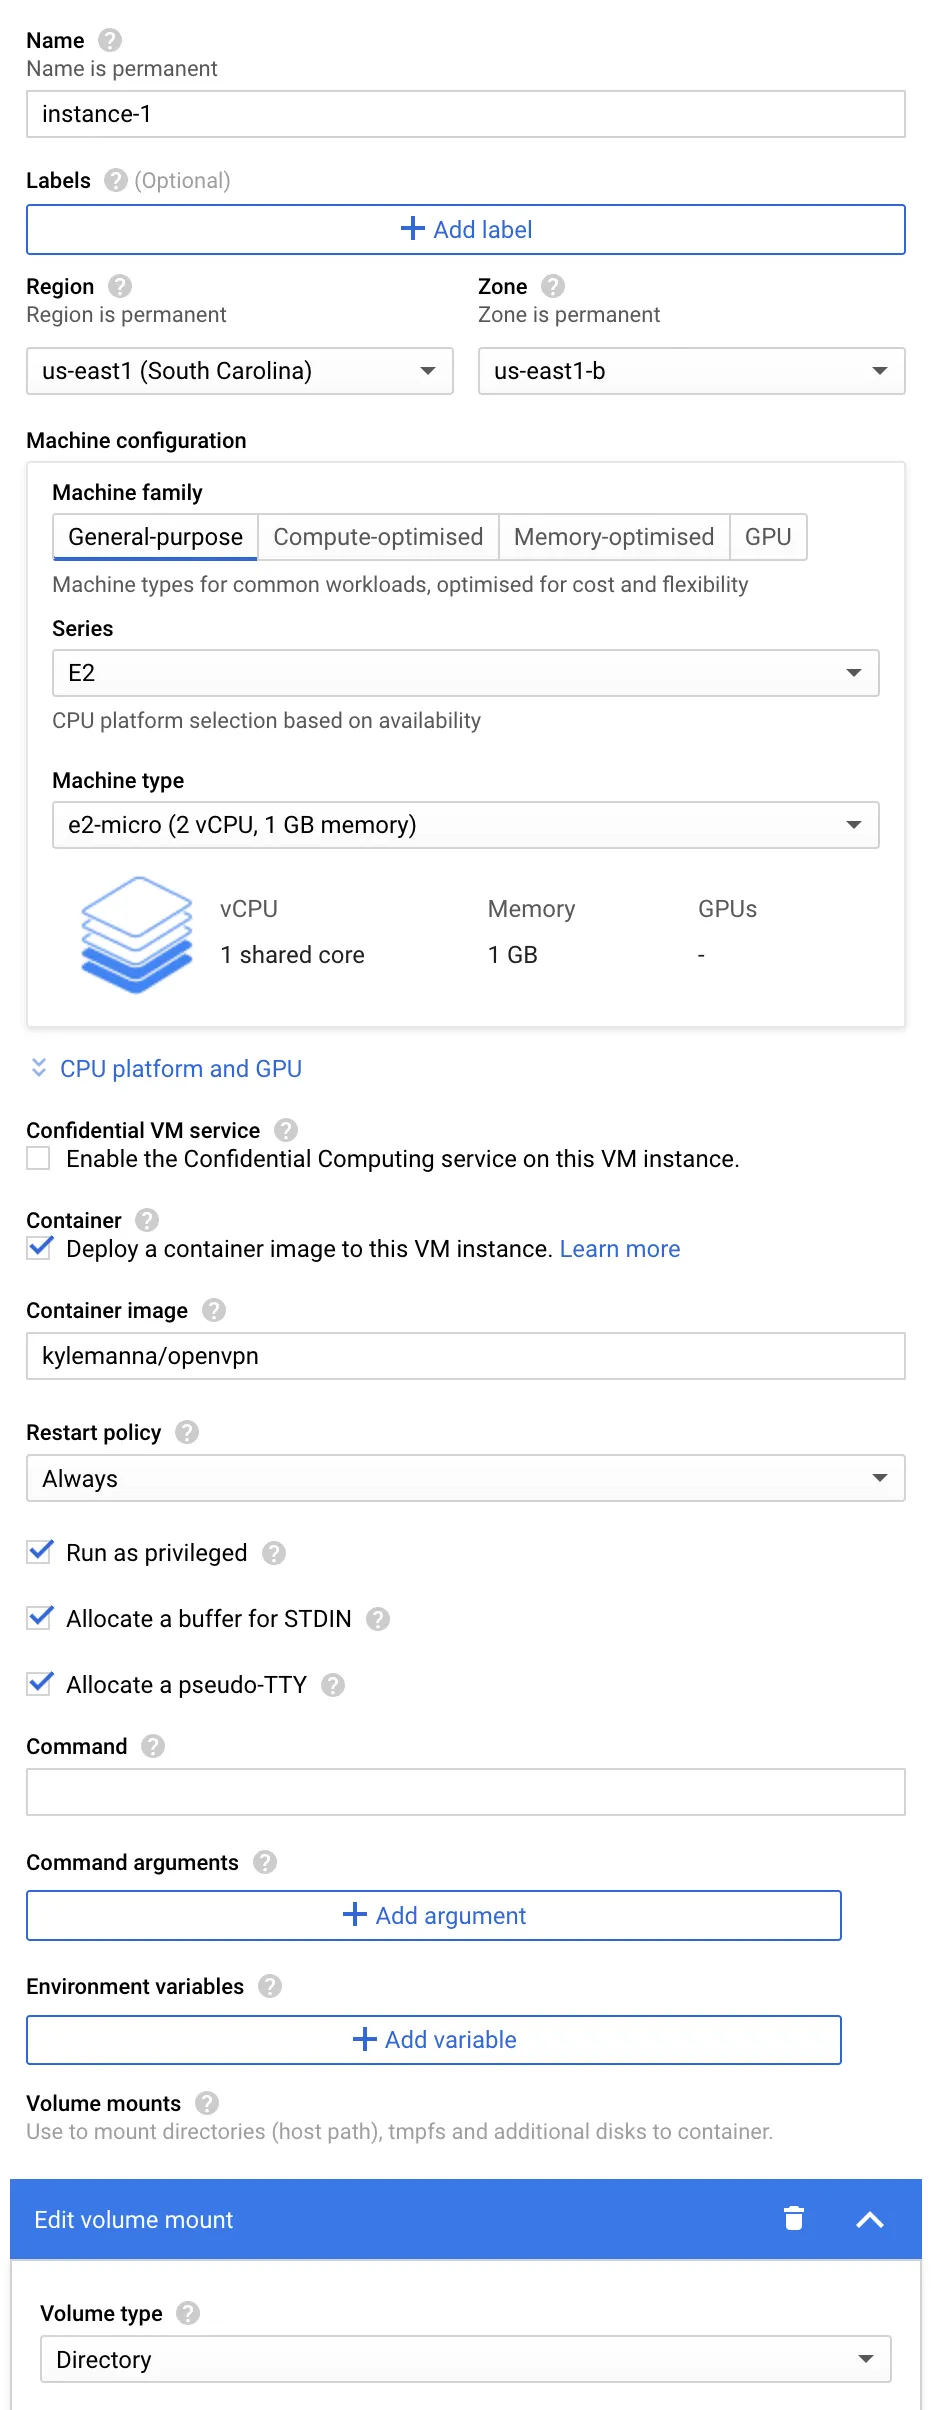 Name
Name is permanent
instance-1
Labels (Optional)
Add label
Region Zone
Region is permanent Zone is permanent
us-east1 (South Carolina) us-east1-b
Machine configuration
Machine family
General-purpose Compute-optimised Memory-optimised GPU
Machine types for common workloads, optimised for cost and flexibility
Series
E2
CPU platform selection based on availability
Machine type
e2-micro (2 vCPU, 1 GB memory)
vCPU Memory GPUs
1 shared core 1 GB -
CPU platform and GPU
Confidential VM service
Enable the Confidential Computing service on this VM instance.
Container
Deploy a container image to this VM instance. Learn more
Container image
kylemanna/openvpn
Restart policy
Always
Run as privileged
Allocate a buffer for STDIN
Allocate a pseudo-TTY
Command
Command arguments
Add argument
Environment variables
Add variable
Volume mounts
Use to mount directories (host path), tmpfs and additional disks to container.
Edit volume mount
Volume type
Directory